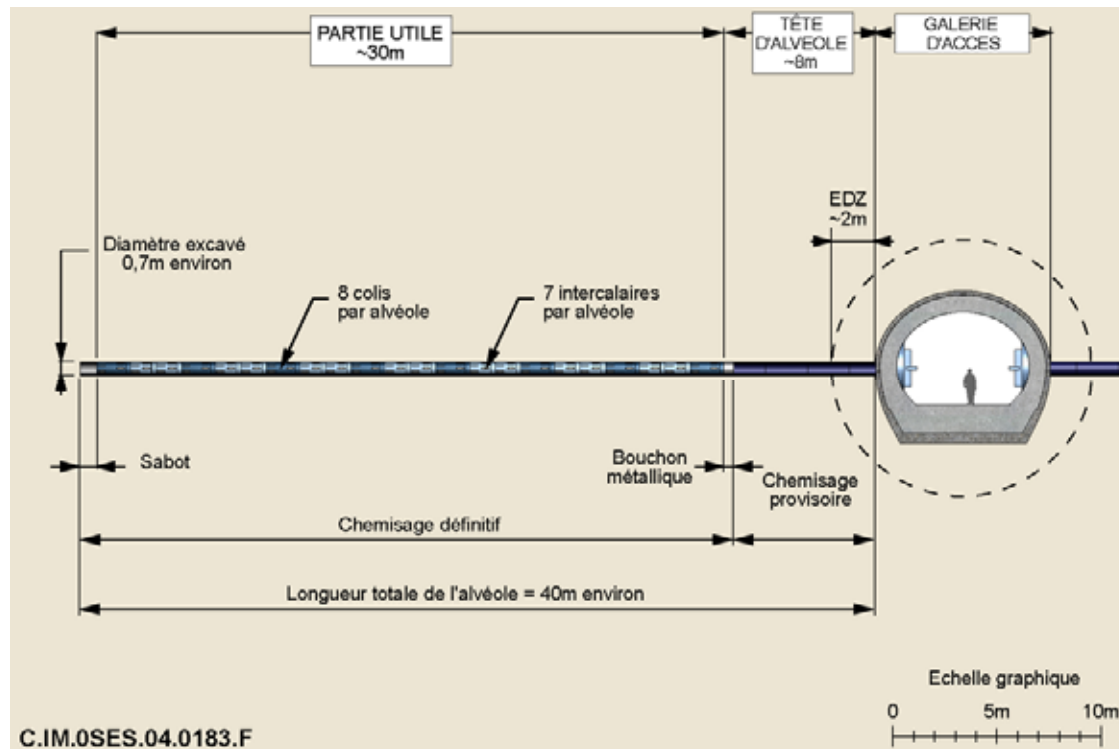 PARTIE UTILE
~30m
TÊTE
D'ALVEOLE
~8m
GALERIE
D'ACCES
EDZ
~2m
Diamètre excavé
0,7m environ
8 colis
par alvéole
7 intercalaires
par alvéole
Sabot
Bouchon
métallique
Chemisage
provisoire
Chemisage définitif
Longueur totale de l'alvéole = 40m environ
Echelle graphique
0 5m 10m
C.IM.0SES.04.0183.F